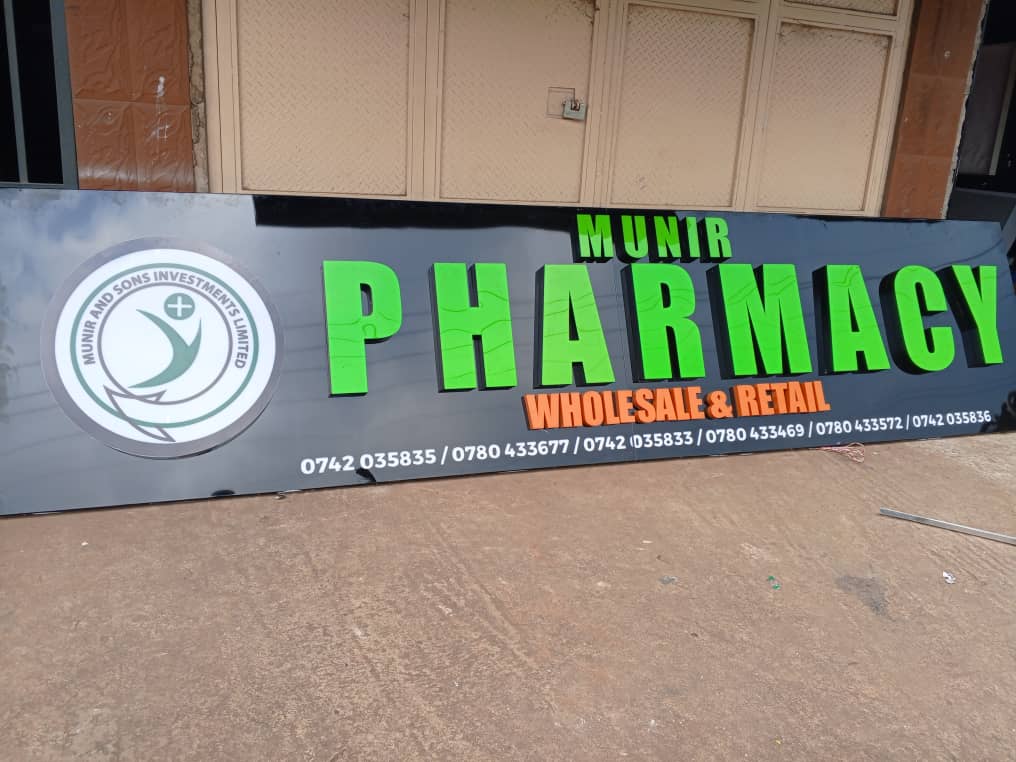 MUNIR AND SONS INVESTMENTS LIMITED
MUNIR
PHARMACY
WHOLESALE & RETAIL
0742 035835 / 0780 433677 / 0742 035833 / 0780 433469 / 0780 433572 / 0742 035836